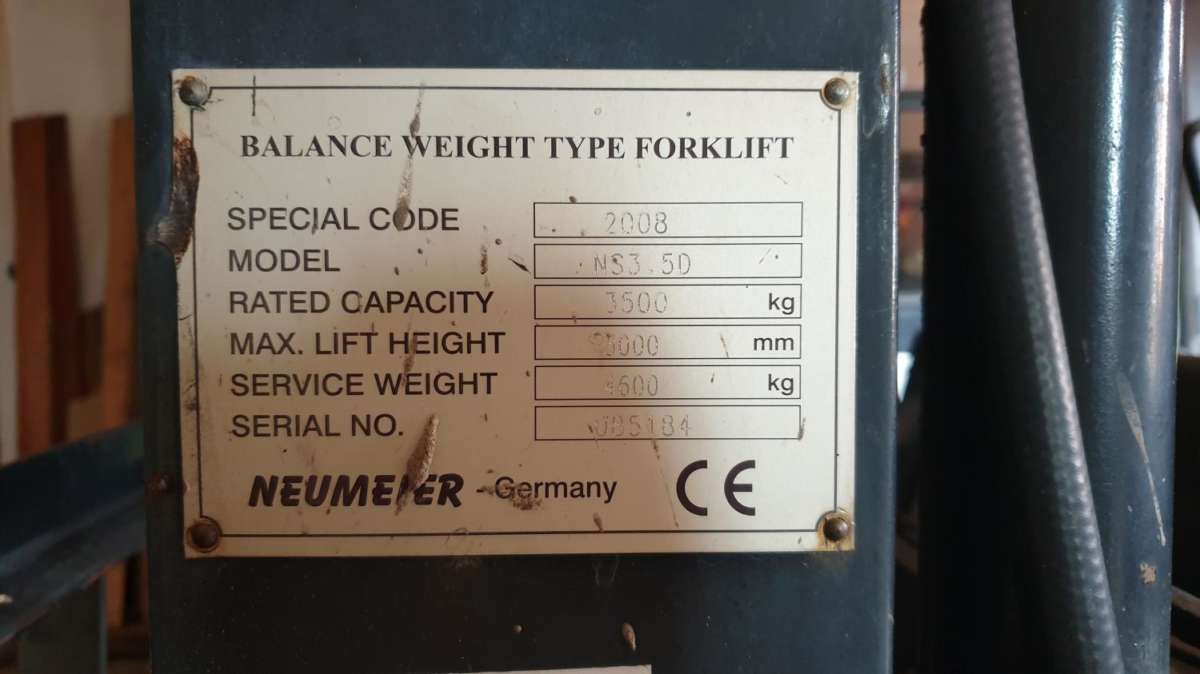 BALANCE WEIGHT TYPE FORKLIFT
SPECIAL CODE 2008
MODEL NS3.5D
RATED CAPACITY 3500 kg
MAX. LIFT HEIGHT mm
SERVICE WEIGHT 4600 kg
SERIAL NO.
NEUMEIER - Germany CE